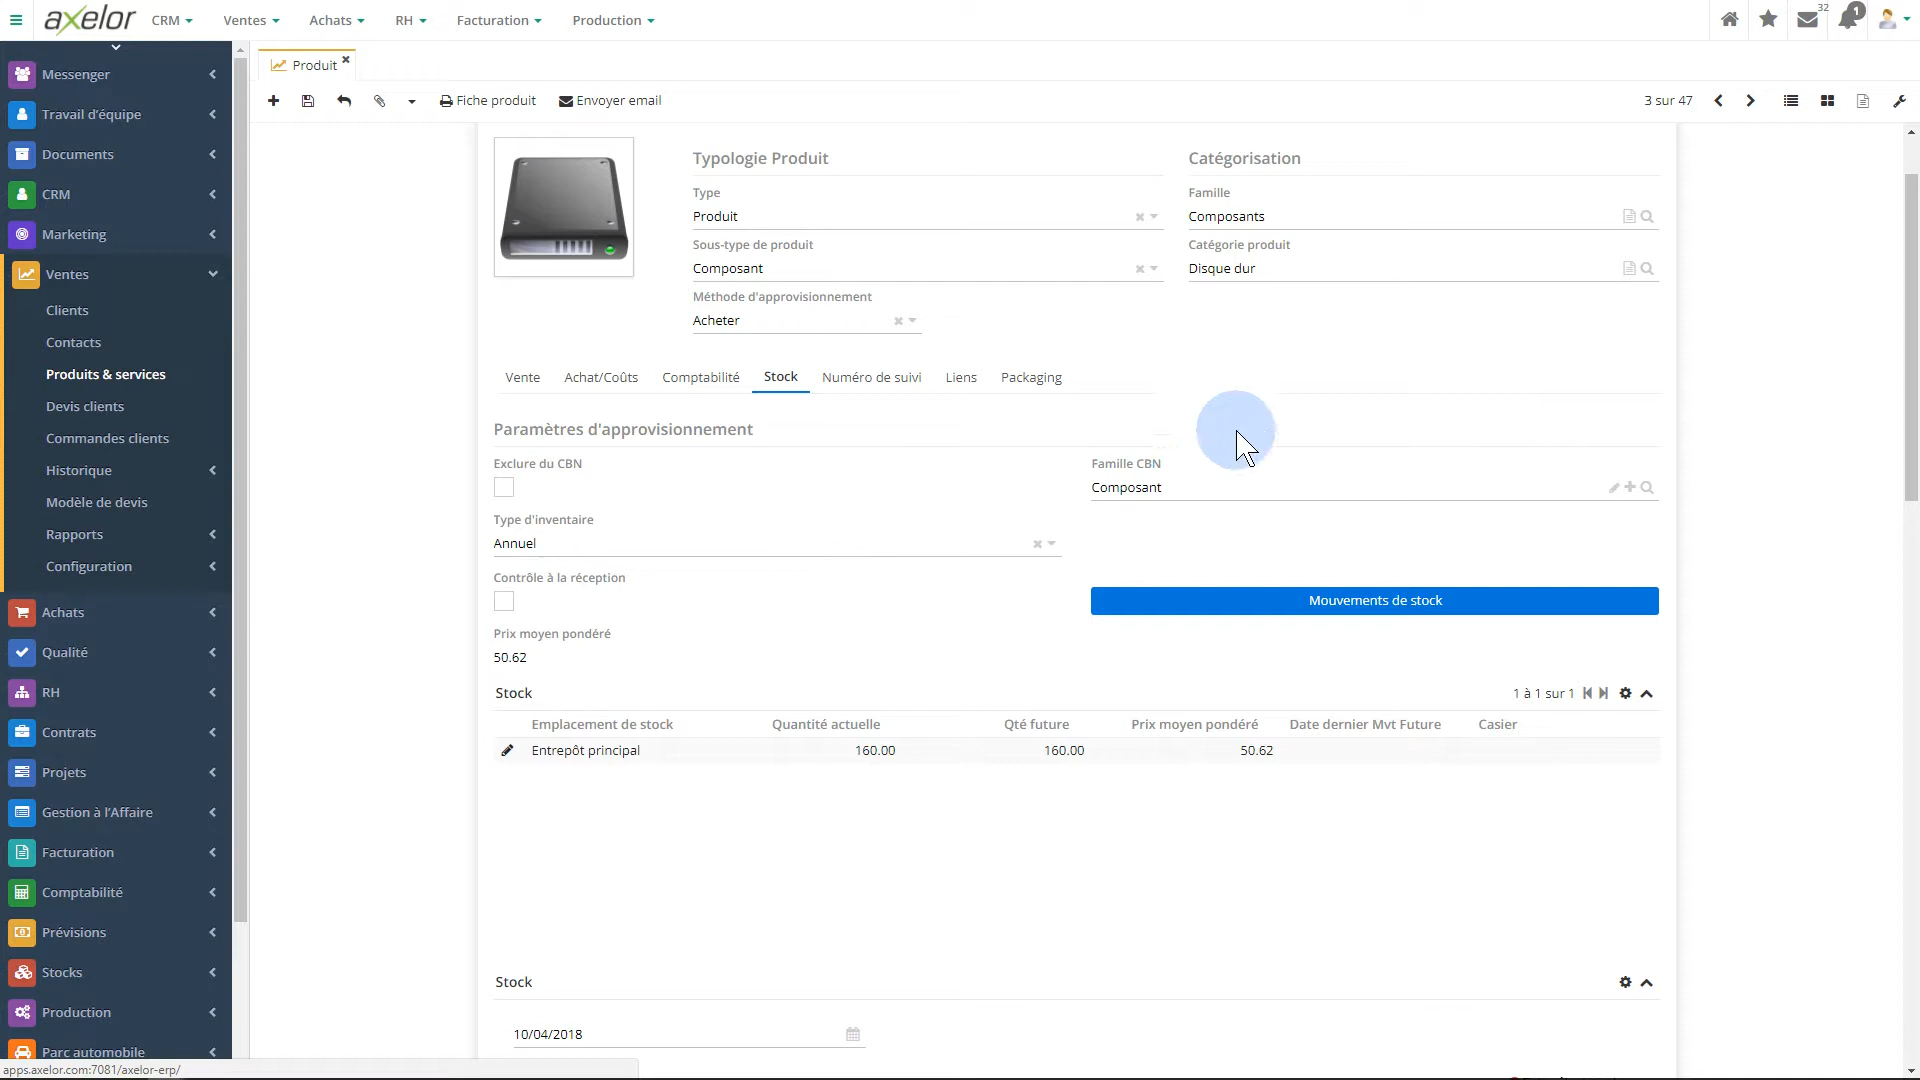 axelor
CRM
Ventes
Achats
RH
Facturation
Production
32
1
Messenger
Travail d'équipe
Documents
CRM
Marketing
Ventes
Clients
Contacts
Produits & services
Devis clients
Commandes clients
Historique
Modèle de devis
Rapports
Configuration
Achats
Qualité
RH
Contrats
Projets
Gestion à l'Affaire
Facturation
Comptabilité
Prévisions
Stocks
Production
Parc automobile
apps.axelor.com:7081/axelor-erp/
Produit
Fiche produit
Envoyer email
3 sur 47
Typologie Produit
Type
Produit
Sous-type de produit
Composant
Méthode d'approvisionnement
Acheter
Catégorisation
Famille
Composants
Catégorie produit
Disque dur
Vente Achat/Coûts Comptabilité Stock Numéro de suivi Liens Packaging
Paramètres d'approvisionnement
Exclure du CBN
Famille CBN
Composant
Type d'inventaire
Annuel
Contrôle à la réception
Mouvements de stock
Prix moyen pondéré
50.62
Stock
1 à 1 sur 1
Emplacement de stock Quantité actuelle Qté future Prix moyen pondéré Date dernier Mvt Future Casier
Entrepôt principal 160.00 160.00 50.62
Stock
10/04/2018